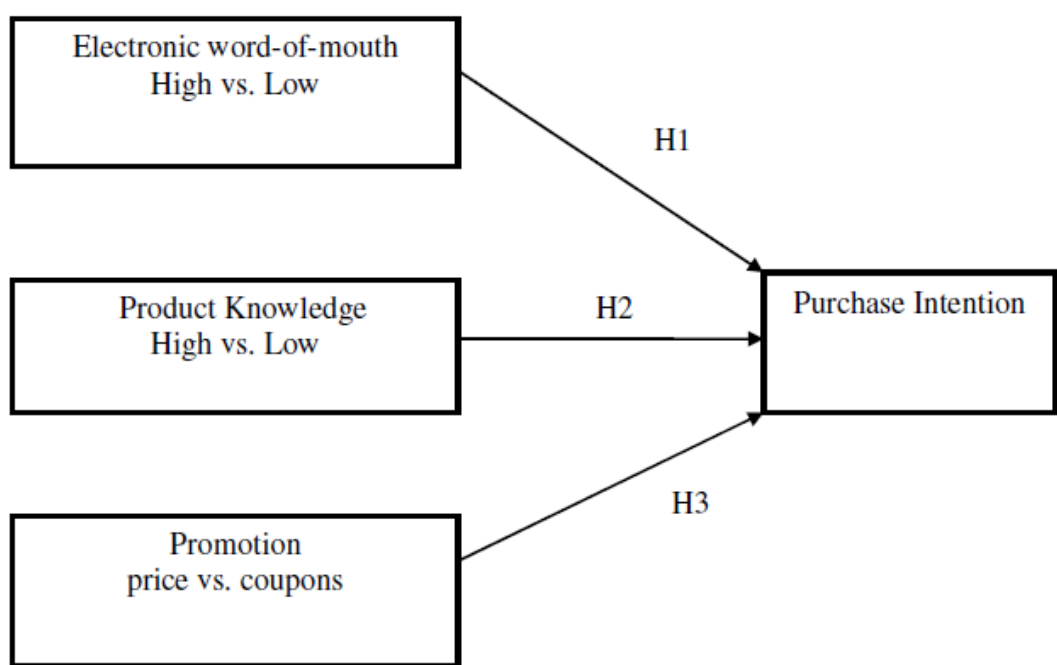 Electronic word-of-mouth
High vs. Low
H1
Product Knowledge
High vs. Low
H2
Purchase Intention
H3
Promotion
price vs. coupons